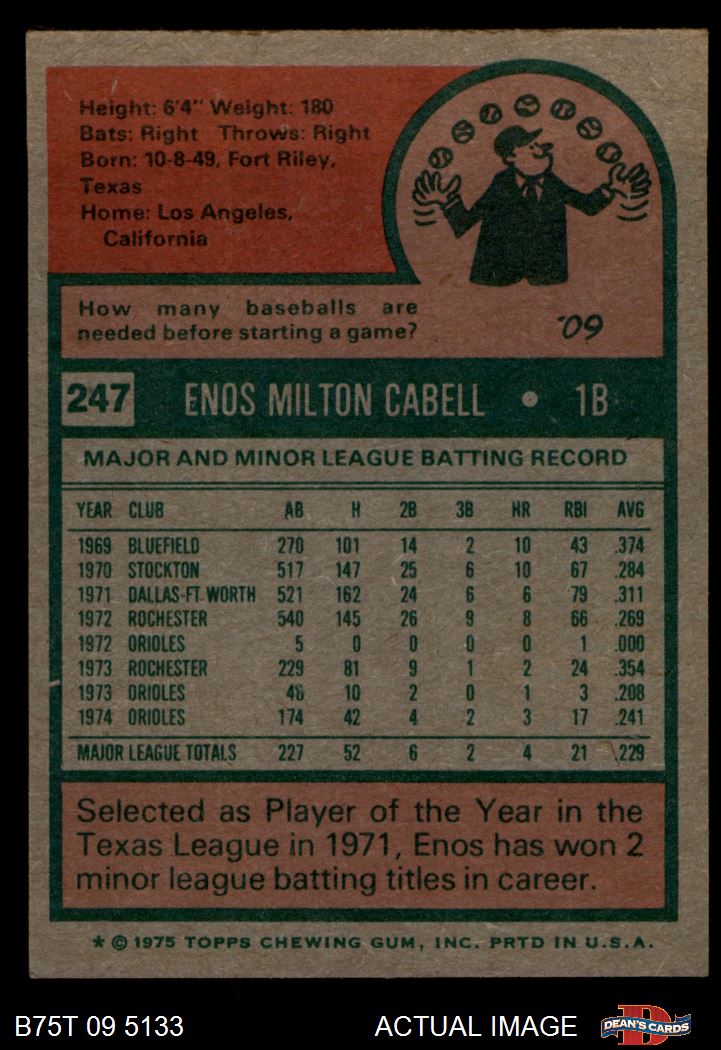 Height: 6'4" Weight: 180
Bats: Right Throws: Right
Born: 10-8-49, Fort Riley,
Texas
Home: Los Angeles,
California
How many baseballs are
needed before starting a game?
'09
247 ENOS MILTON CABELL • 1B
MAJOR AND MINOR LEAGUE BATTING RECORD
YEAR CLUB AB H 2B 3B HR RBI AVG
1969 BLUEFIELD 270 101 14 2 10 43 .374
1970 STOCKTON 517 147 25 6 10 67 .284
1971 DALLAS-FT. WORTH 521 162 24 6 6 79 .311
1972 ROCHESTER 540 145 26 9 8 66 .269
1972 ORIOLES 5 0 0 0 0 1 .000
1973 ROCHESTER 229 81 9 1 2 24 .354
1973 ORIOLES 48 10 2 0 1 3 .208
1974 ORIOLES 174 42 4 2 3 17 .241
MAJOR LEAGUE TOTALS 227 52 6 2 4 21 .229
Selected as Player of the Year in the
Texas League in 1971, Enos has won 2
minor league batting titles in career.
* © 1975 TOPPS CHEWING GUM, INC. PRTD IN U.S.A.
B75T 09 5133 ACTUAL IMAGE DEAN'S CARDS